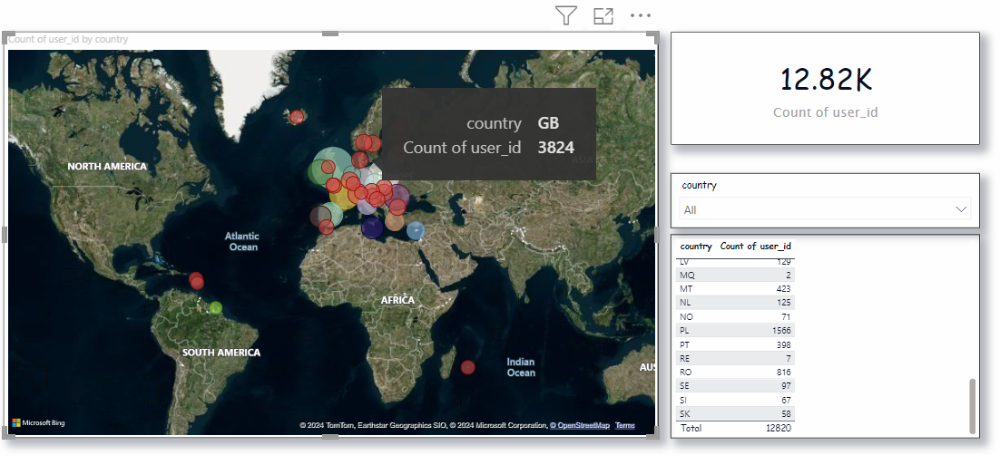 Count of user_id by country
NORTH AMERICA
Atlantic
Ocean
AFRICA
SOUTH AMERICA
Indian
Ocean
AUS
ASIA
country GB
Count of user_id 3824
Microsoft Bing
© 2024 TomTom, Earthstar Geographics SIO, © 2024 Microsoft Corporation, © OpenStreetMap Terms
12.82K
Count of user_id
country
All
country Count of user_id
LV 129
MQ 2
MT 423
NL 125
NO 71
PL 1566
PT 398
RE 7
RO 816
SE 97
SI 67
SK 58
Total 12820